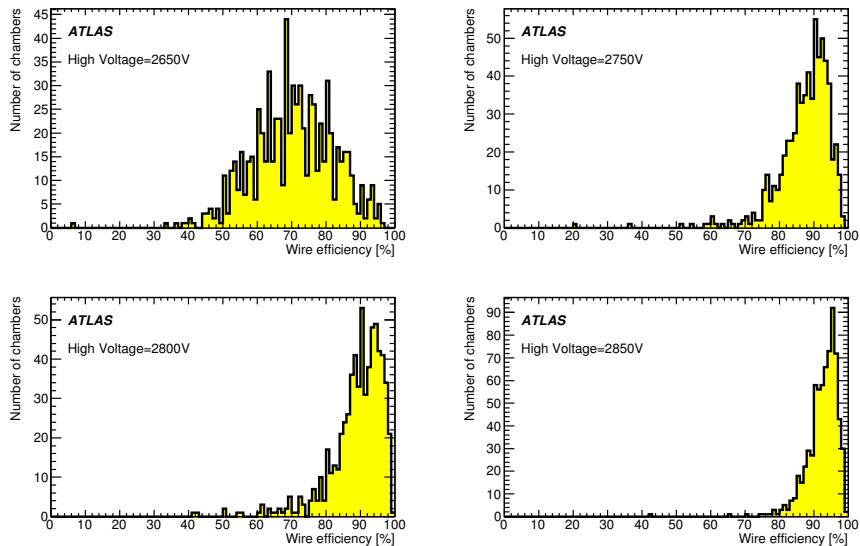 Number of chambers
45
40
35
30
25
20
15
10
5
0
ATLAS
High Voltage=2650V
0 10 20 30 40 50 60 70 80 90 100
Wire efficiency [%]
Number of chambers
50
40
30
20
10
0
ATLAS
High Voltage=2750V
0 10 20 30 40 50 60 70 80 90 100
Wire efficiency [%]
Number of chambers
50
40
30
20
10
0
ATLAS
High Voltage=2800V
0 10 20 30 40 50 60 70 80 90 100
Wire efficiency [%]
Number of chambers
90
80
70
60
50
40
30
20
10
0
ATLAS
High Voltage=2850V
0 10 20 30 40 50 60 70 80 90 100
Wire efficiency [%]